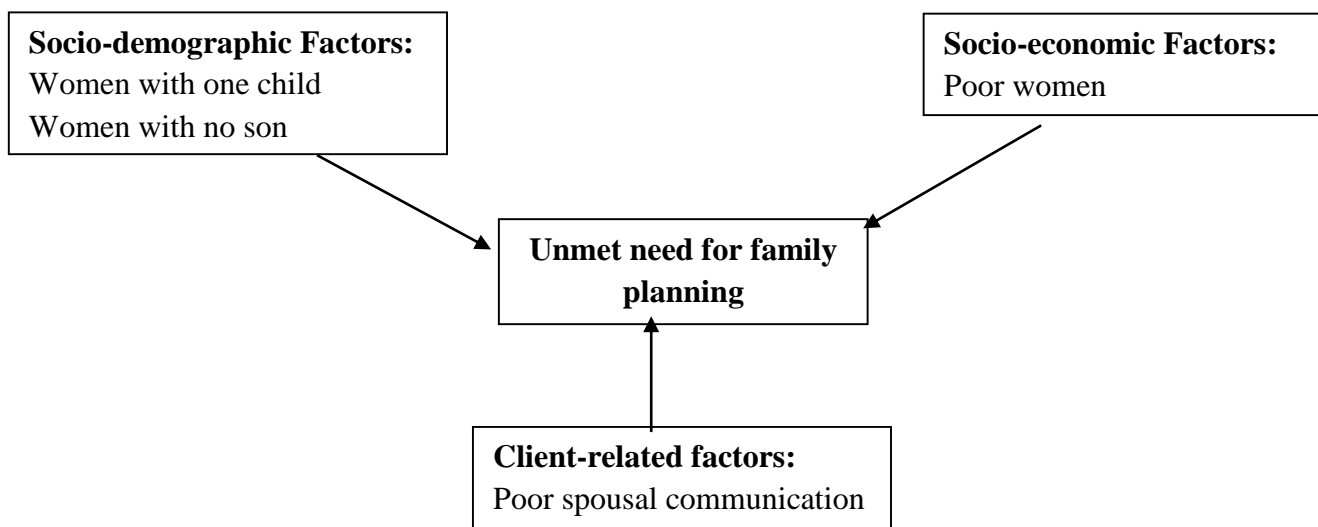 Socio-demographic Factors:
Women with one child
Women with no son
Socio-economic Factors:
Poor women
Unmet need for family
planning
Client-related factors:
Poor spousal communication